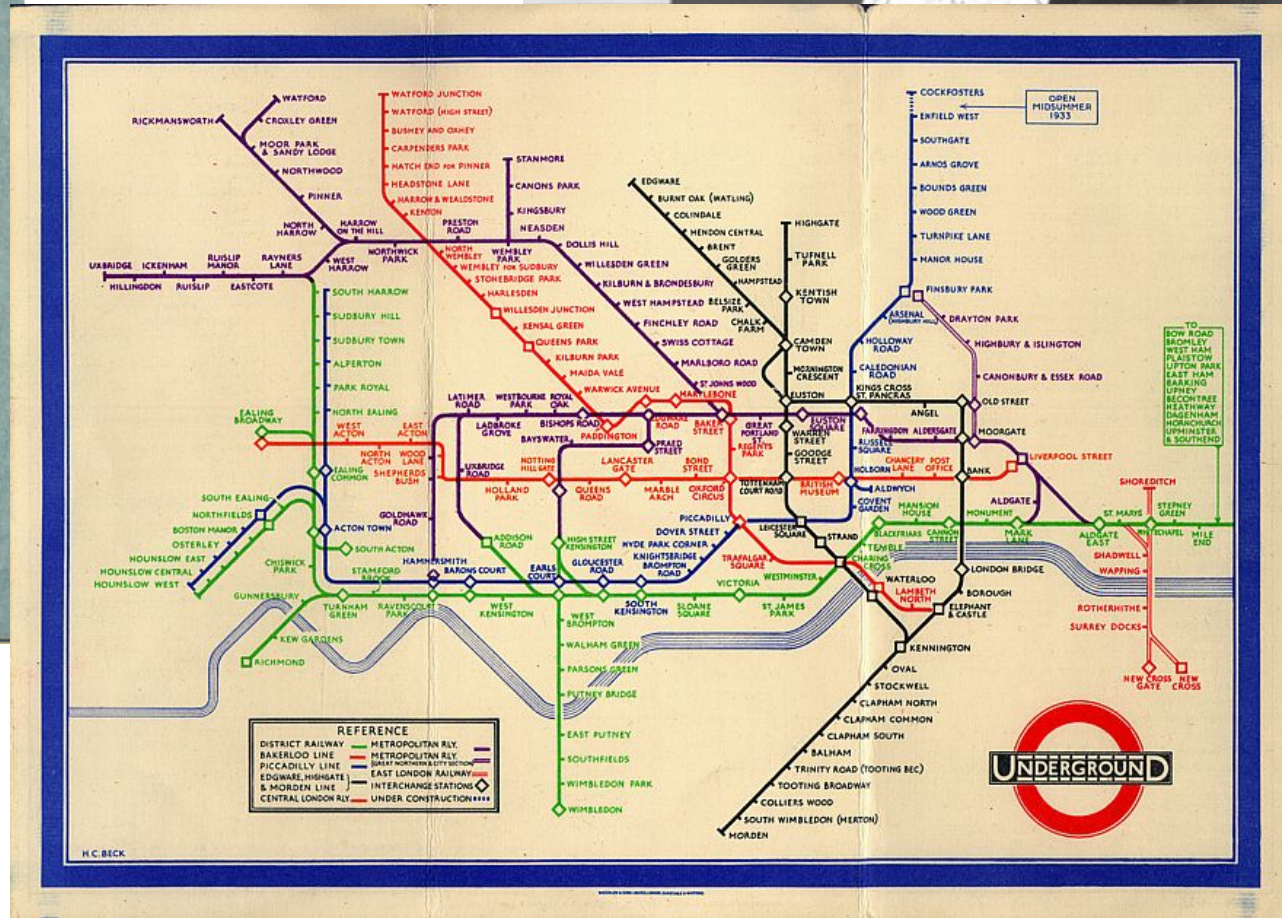 WATFORD
RICKMANSWORTH
CROXLEY GREEN
MOOR PARK
& SANDY LODGE
NORTHWOOD
PINNER
NORTH
HARROW
HARROW
ON THE HILL
NORTHWICK
PARK
PRESTON
ROAD
WEST
HARROW
UXBRIDGE
ICKENHAM
RUISLIP
MANOR
RAYNERS
LANE
HILLINGDON
RUISLIP
EASTCOTE
WATFORD JUNCTION
WATFORD (HIGH STREET)
BUSHEY AND OXHEY
CARPENDERS PARK
HATCH END FOR PINNER
HEADSTONE LANE
HARROW & WEALDSTONE
KENTON
NORTH
WEMBLEY
WEMBLEY FOR SUDBURY
STONEBRIDGE PARK
HARLESDEN
WILLESDEN JUNCTION
KENSAL GREEN
QUEENS PARK
KILBURN PARK
MAIDA VALE
WARWICK AVENUE
STANMORE
CANONS PARK
KINGSBURY
NEASDEN
WEMBLEY
PARK
DOLLIS HILL
WILLESDEN GREEN
KILBURN & BRONDESBURY
WEST HAMPSTEAD
FINCHLEY ROAD
SWISS COTTAGE
MARLBORO ROAD
ST JOHNS WOOD
EDGWARE
BURNT OAK (WATLING)
COLINDALE
HENDON CENTRAL
BRENT
GOLDERS
GREEN
HAMPSTEAD
BELSIZE
PARK
CHALK
FARM
HIGHGATE
TUFNELL
PARK
KENTISH
TOWN
CAMDEN
TOWN
MORNINGTON
CRESCENT
EUSTON
COCKFOSTERS
OPEN
MIDSUMMER
1933
ENFIELD WEST
SOUTHGATE
ARNOS GROVE
BOUNDS GREEN
WOOD GREEN
TURNPIKE LANE
MANOR HOUSE
FINSBURY PARK
ARSENAL
(HIGHBURY HILL)
HOLLOWAY
ROAD
CALEDONIAN
ROAD
KINGS CROSS
ST. PANCRAS
DRAYTON PARK
HIGHBURY & ISLINGTON
CANONBURY & ESSEX ROAD
OLD STREET
ANGEL
MOORGATE
TO
BOW ROAD
BROMLEY
WEST HAM
PLAISTOW
UPTON PARK
EAST HAM
BARKING
UPNEY
BECONTREE
HEATHWAY
DAGENHAM
HORNCHURCH
UPMINSTER
& SOUTHEND
SOUTH HARROW
SUDBURY HILL
SUDBURY TOWN
ALPERTON
PARK ROYAL
NORTH EALING
EALING
BROADWAY
WEST
ACTON
EAST
ACTON
NORTH
ACTON
WOOD
LANE
SHEPHERDS
BUSH
EALING
COMMON
LATIMER
ROAD
WESTBOURNE
PARK
ROYAL
OAK
LADBROKE
GROVE
BISHOPS ROAD
PADDINGTON
EDGWARE
ROAD
MARYLEBONE
BAKER
STREET
BAYSWATER
PRAED
STREET
GREAT
PORTLAND
ST.
REGENTS
PARK
EUSTON
SQUARE
WARREN
STREET
GOODGE
STREET
FARRINGDON
ALDERSGATE
RUSSELL
SQUARE
HOLBORN
CHANCERY
LANE
POST
OFFICE
BANK
LIVERPOOL STREET
UXBRIDGE
ROAD
NOTTING
HILL GATE
HOLLAND
PARK
QUEENS
ROAD
LANCASTER
GATE
MARBLE
ARCH
BOND
STREET
OXFORD
CIRCUS
TOTTENHAM
COURT ROAD
BRITISH
MUSEUM
ALDWYCH
COVENT
GARDEN
ALDGATE
SHOREDITCH
SOUTH EALING
NORTHFIELDS
BOSTON MANOR
OSTERLEY
HOUNSLOW EAST
HOUNSLOW CENTRAL
HOUNSLOW WEST
ACTON TOWN
SOUTH ACTON
CHISWICK
PARK
GOLDHAWK
ROAD
ADDISON
ROAD
HIGH STREET
KENSINGTON
PICCADILLY
DOVER STREET
HYDE PARK CORNER
KNIGHTSBRIDGE
BROMPTON
ROAD
LEICESTER
SQUARE
STRAND
TRAFALGAR
SQUARE
CHARING
CROSS
TEMPLE
BLACKFRIARS
MANSION
HOUSE
CANNON
STREET
MONUMENT
MARK
LANE
ALDGATE
EAST
ST. MARYS
STEPNEY
GREEN
WHITECHAPEL
MILE
END
SHADWELL
WAPPING
ROTHERHITHE
SURREY DOCKS
NEW CROSS
GATE
NEW
CROSS
GUNNERSBURY
KEW GARDENS
RICHMOND
STAMFORD
BROOK
TURNHAM
GREEN
RAVENSCOURT
PARK
HAMMERSMITH
BARONS COURT
WEST
KENSINGTON
EARLS
COURT
GLOUCESTER
ROAD
SOUTH
KENSINGTON
SLOANE
SQUARE
VICTORIA
ST. JAMES
PARK
WESTMINSTER
WATERLOO
LAMBETH
NORTH
LONDON BRIDGE
BOROUGH
ELEPHANT
& CASTLE
KENNINGTON
OVAL
STOCKWELL
CLAPHAM NORTH
CLAPHAM COMMON
CLAPHAM SOUTH
BALHAM
TRINITY ROAD (TOOTING BEC)
TOOTING BROADWAY
COLLIERS WOOD
SOUTH WIMBLEDON (MERTON)
MORDEN
WEST
BROMPTON
WALHAM GREEN
PARSONS GREEN
PUTNEY BRIDGE
EAST PUTNEY
SOUTHFIELDS
WIMBLEDON PARK
WIMBLEDON
REFERENCE
DISTRICT RAILWAY
BAKERLOO LINE
PICCADILLY LINE
EDGWARE, HIGHGATE
& MORDEN LINE
CENTRAL LONDON RLY.
METROPOLITAN RLY.
METROPOLITAN RLY.
(GREAT NORTHERN & CITY SECTION)
EAST LONDON RAILWAY
INTERCHANGE STATIONS
UNDER CONSTRUCTION
UNDERGROUND
H.C. BECK